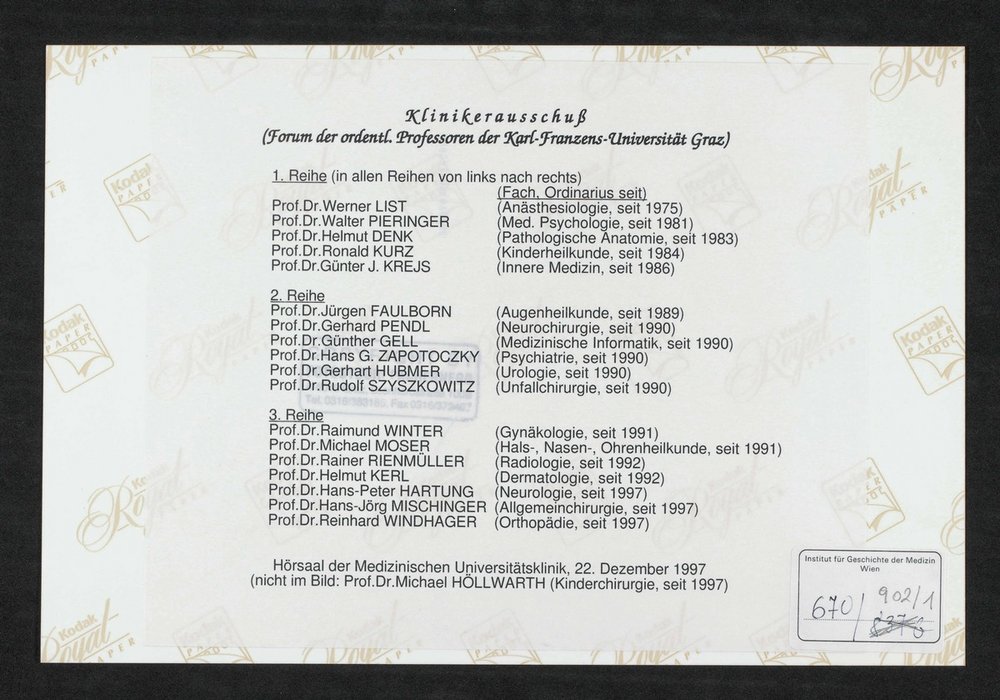 Klinikerausschuß
(Forum der ordentl. Professoren der Karl-Franzens-Universität Graz)
1. Reihe (in allen Reihen von links nach rechts)
(Fach, Ordinarius seit)
Prof.Dr.Werner LIST (Anästhesiologie, seit 1975)
Prof.Dr.Walter PIERINGER (Med. Psychologie, seit 1981)
Prof.Dr.Helmut DENK (Pathologische Anatomie, seit 1983)
Prof.Dr.Ronald KURZ (Kinderheilkunde, seit 1984)
Prof.Dr.Günter J. KREJS (Innere Medizin, seit 1986)
2. Reihe
Prof.Dr.Jürgen FAULBORN (Augenheilkunde, seit 1989)
Prof.Dr.Gerhard PENDL (Neurochirurgie, seit 1990)
Prof.Dr.Günther GELL (Medizinische Informatik, seit 1990)
Prof.Dr.Hans G. ZAPOTOCZKY (Psychiatrie, seit 1990)
Prof.Dr.Gerhart HUBMER (Urologie, seit 1990)
Prof.Dr.Rudolf SZYSZKOWITZ (Unfallchirurgie, seit 1990)
3. Reihe
Prof.Dr.Raimund WINTER (Gynäkologie, seit 1991)
Prof.Dr.Michael MOSER (Hals-, Nasen-, Ohrenheilkunde, seit 1991)
Prof.Dr.Rainer RIENMÜLLER (Radiologie, seit 1992)
Prof.Dr.Helmut KERL (Dermatologie, seit 1992)
Prof.Dr.Hans-Peter HARTUNG (Neurologie, seit 1997)
Prof.Dr.Hans-Jörg MISCHINGER (Allgemeinchirurgie, seit 1997)
Prof.Dr.Reinhard WINDHAGER (Orthopädie, seit 1997)
Hörsaal der Medizinischen Universitätsklinik, 22. Dezember 1997
(nicht im Bild: Prof.Dr.Michael HÖLLWARTH (Kinderchirurgie, seit 1997)
Institut für Geschichte der Medizin
Wien
670/ 902/1
Kodak
Royal
PAPER